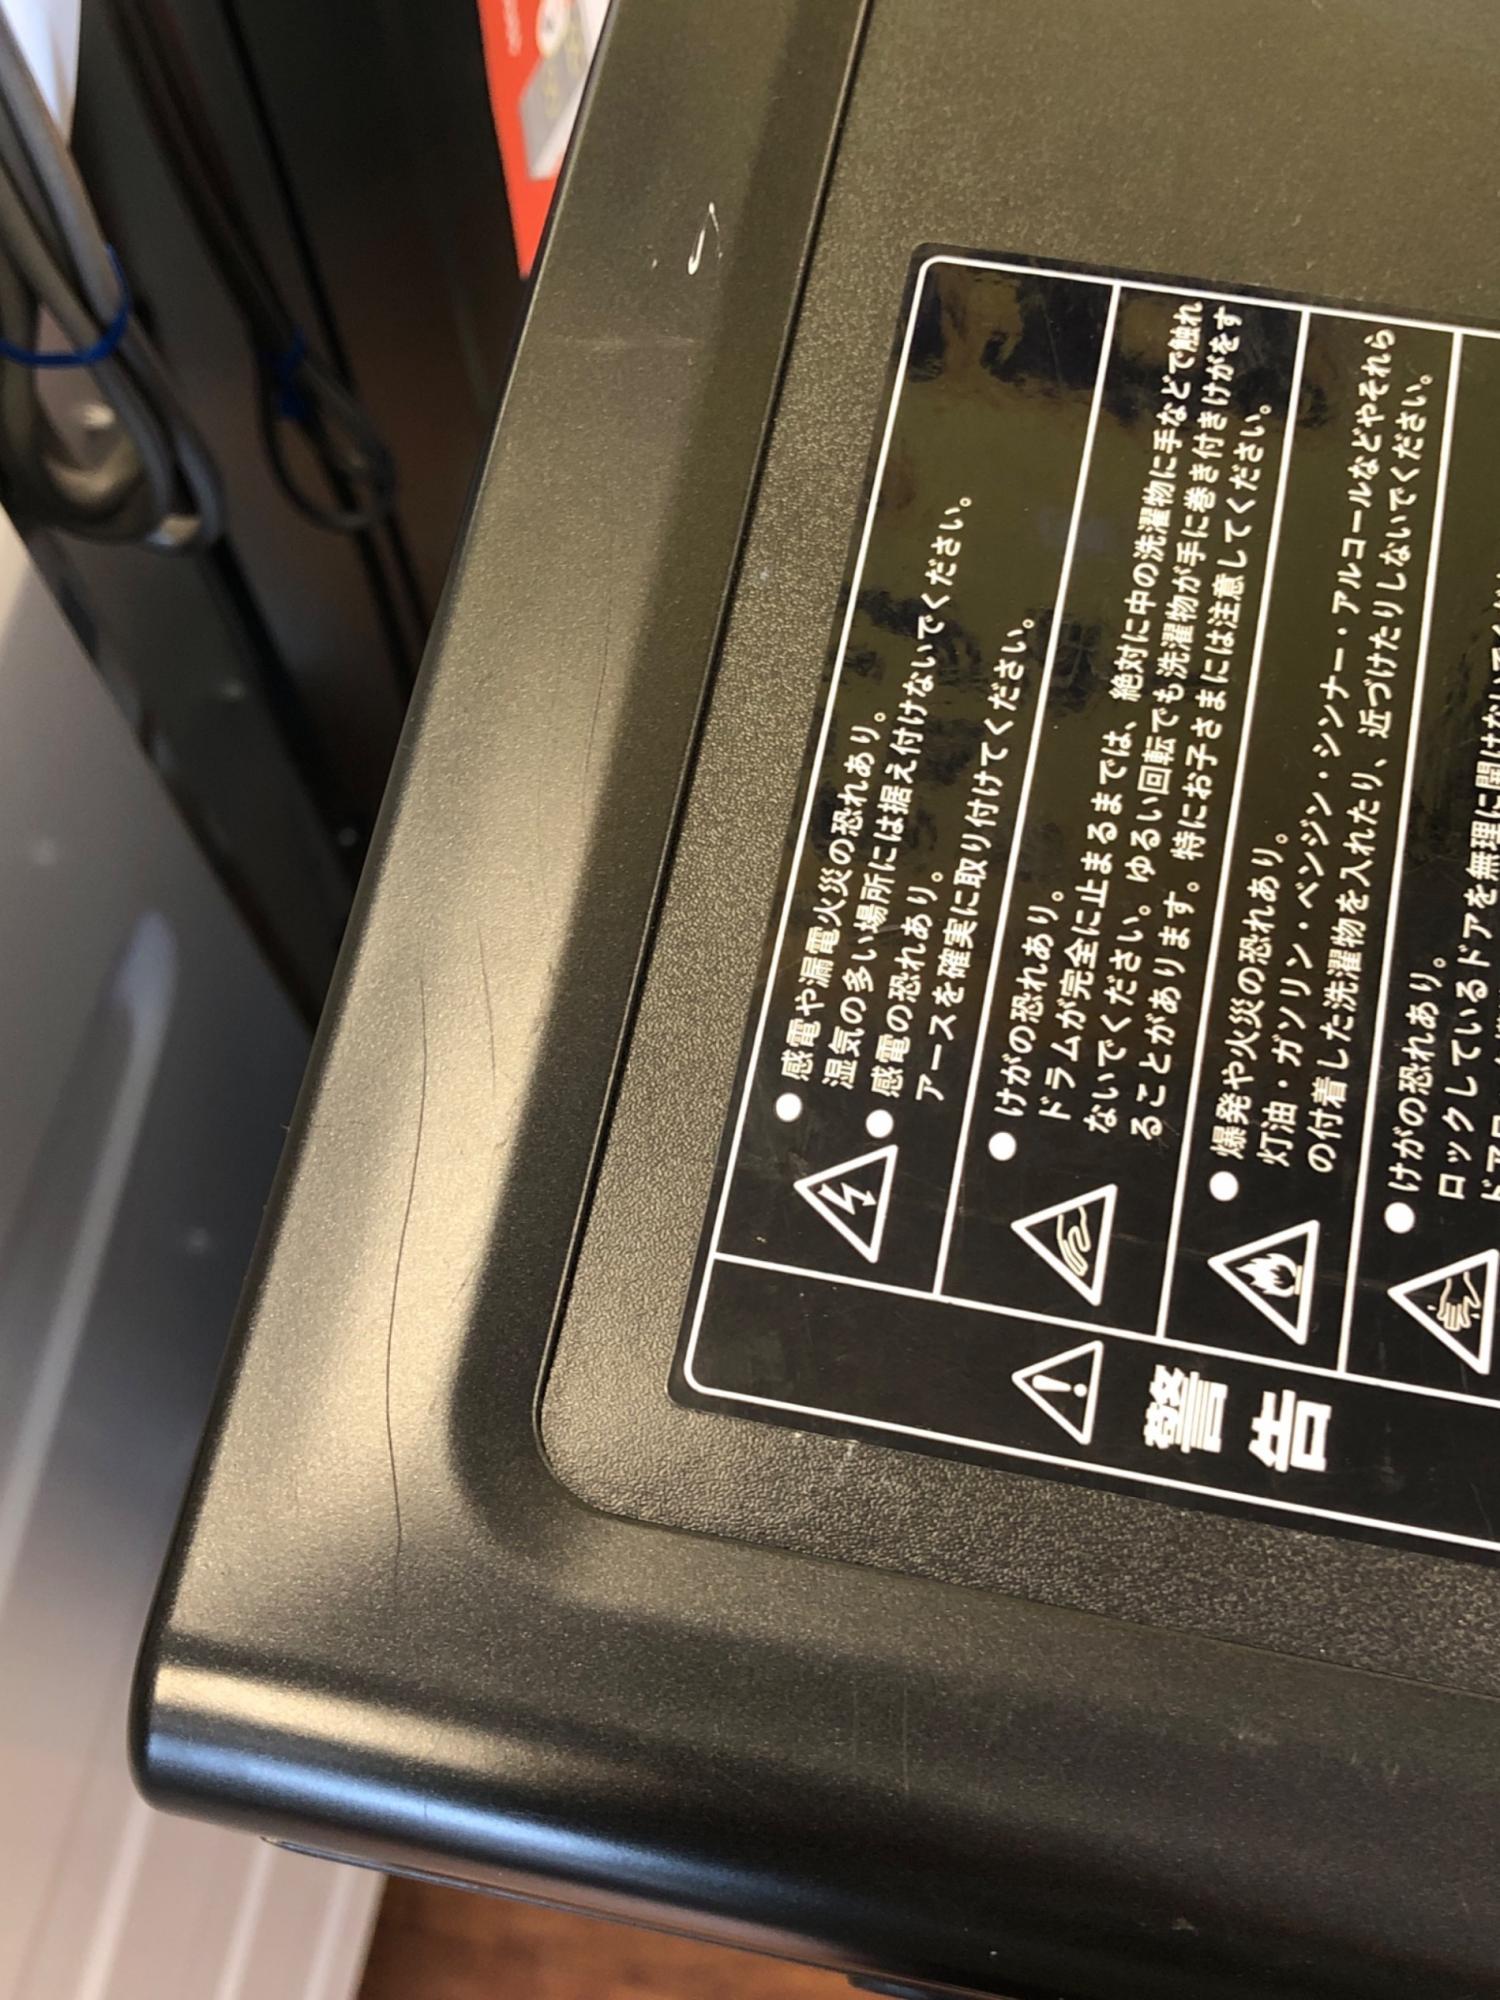 警告
感電や漏電火災の恐れあり。
湿気の多い場所には据え付けないでください。
感電の恐れあり。
アースを確実に取り付けてください。
けがの恐れあり。
ドラムが完全に止まるまでは、絶対に中の洗濯物に手などで触れ
ないでください。ゆるい回転でも洗濯物が手に巻き付きけがをす
ることがあります。特にお子さまには注意してください。
爆発や火災の恐れあり。
灯油・ガソリン・ベンジン・シンナー・アルコールなどやそれら
の付着した洗濯物を入れたり、近づけたりしないでください。
けがの恐れあり。
ロックしているドアを無理に開けないでくだ